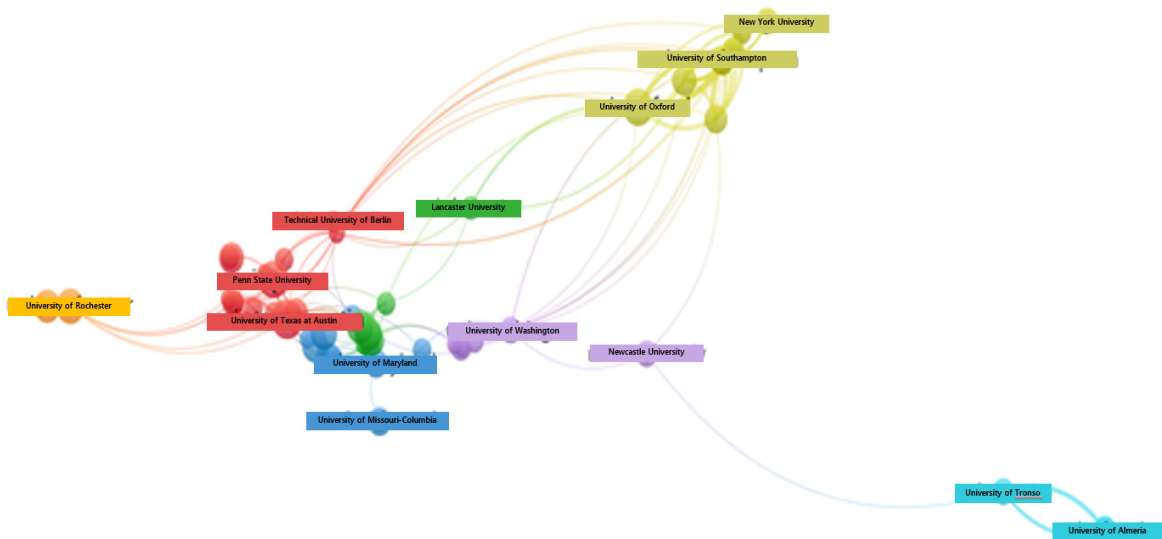 New York University
University of Southampton
University of Oxford
Lancaster University
Technical University of Berlin
Penn State University
University of Rochester
University of Texas at Austin
University of Washington
Newcastle University
University of Maryland
University of Missouri-Columbia
University of Tronso
University of Almeria